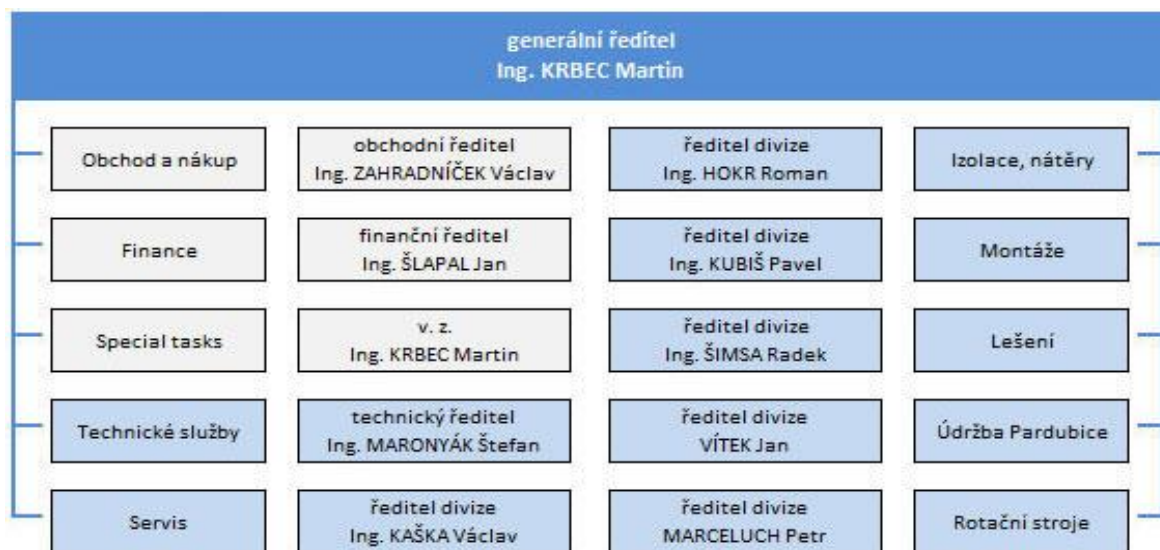 generální ředitel
Ing. KRBEC Martin
Obchod a nákup
obchodní ředitel
Ing. ZAHRADNÍČEK Václav
ředitel divize
Ing. HOKR Roman
Izolace, nátěry
Finance
finanční ředitel
Ing. ŠLAPAL Jan
ředitel divize
Ing. KUBIŠ Pavel
Montáže
Special tasks
v. z.
Ing. KRBEC Martin
ředitel divize
Ing. ŠIMSA Radek
Lešení
Technické služby
technický ředitel
Ing. MARONYÁK Štefan
ředitel divize
VÍTEK Jan
Údržba Pardubice
Servis
ředitel divize
Ing. KAŠKA Václav
ředitel divize
MARCELUCH Petr
Rotační stroje